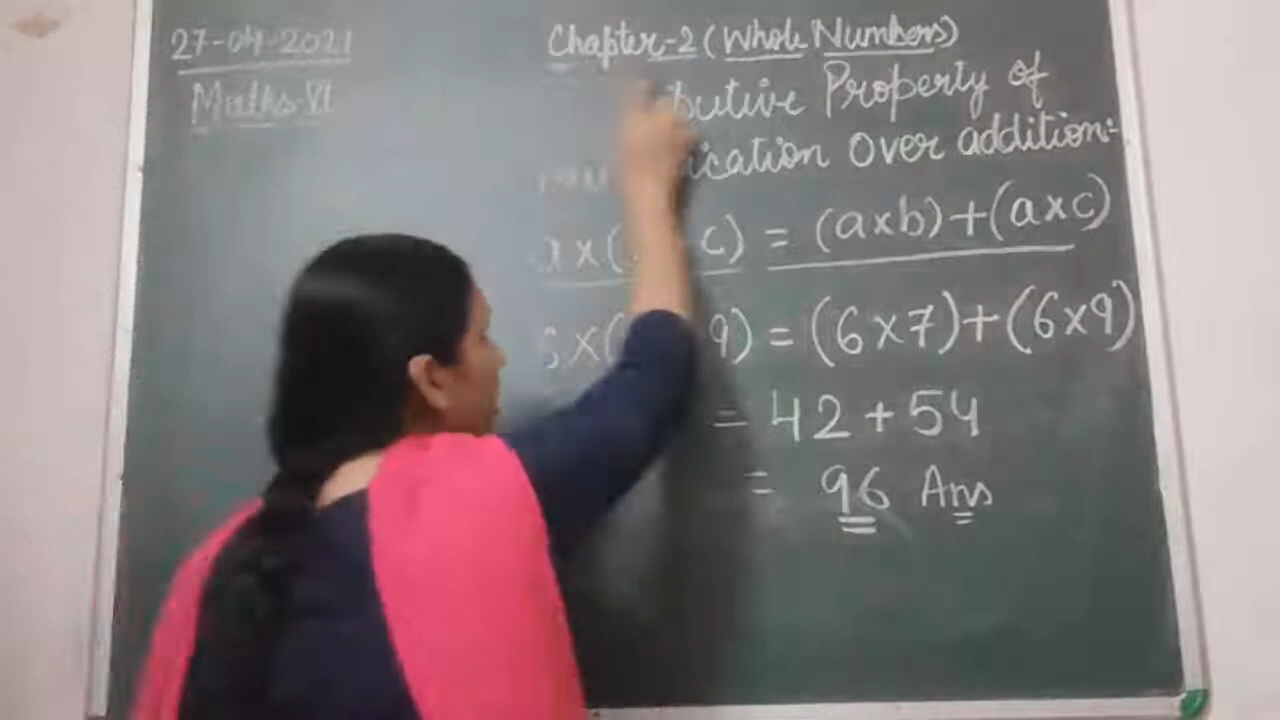 27-04-2021
Maths-VI
Chapter-2 (Whole Numbers)
butive Property of
ication Over addition:-
a×( c) = (a×b)+(a×c)
6×( 9) = (6×7)+(6×9)
= 42 + 54
= 96 Ans